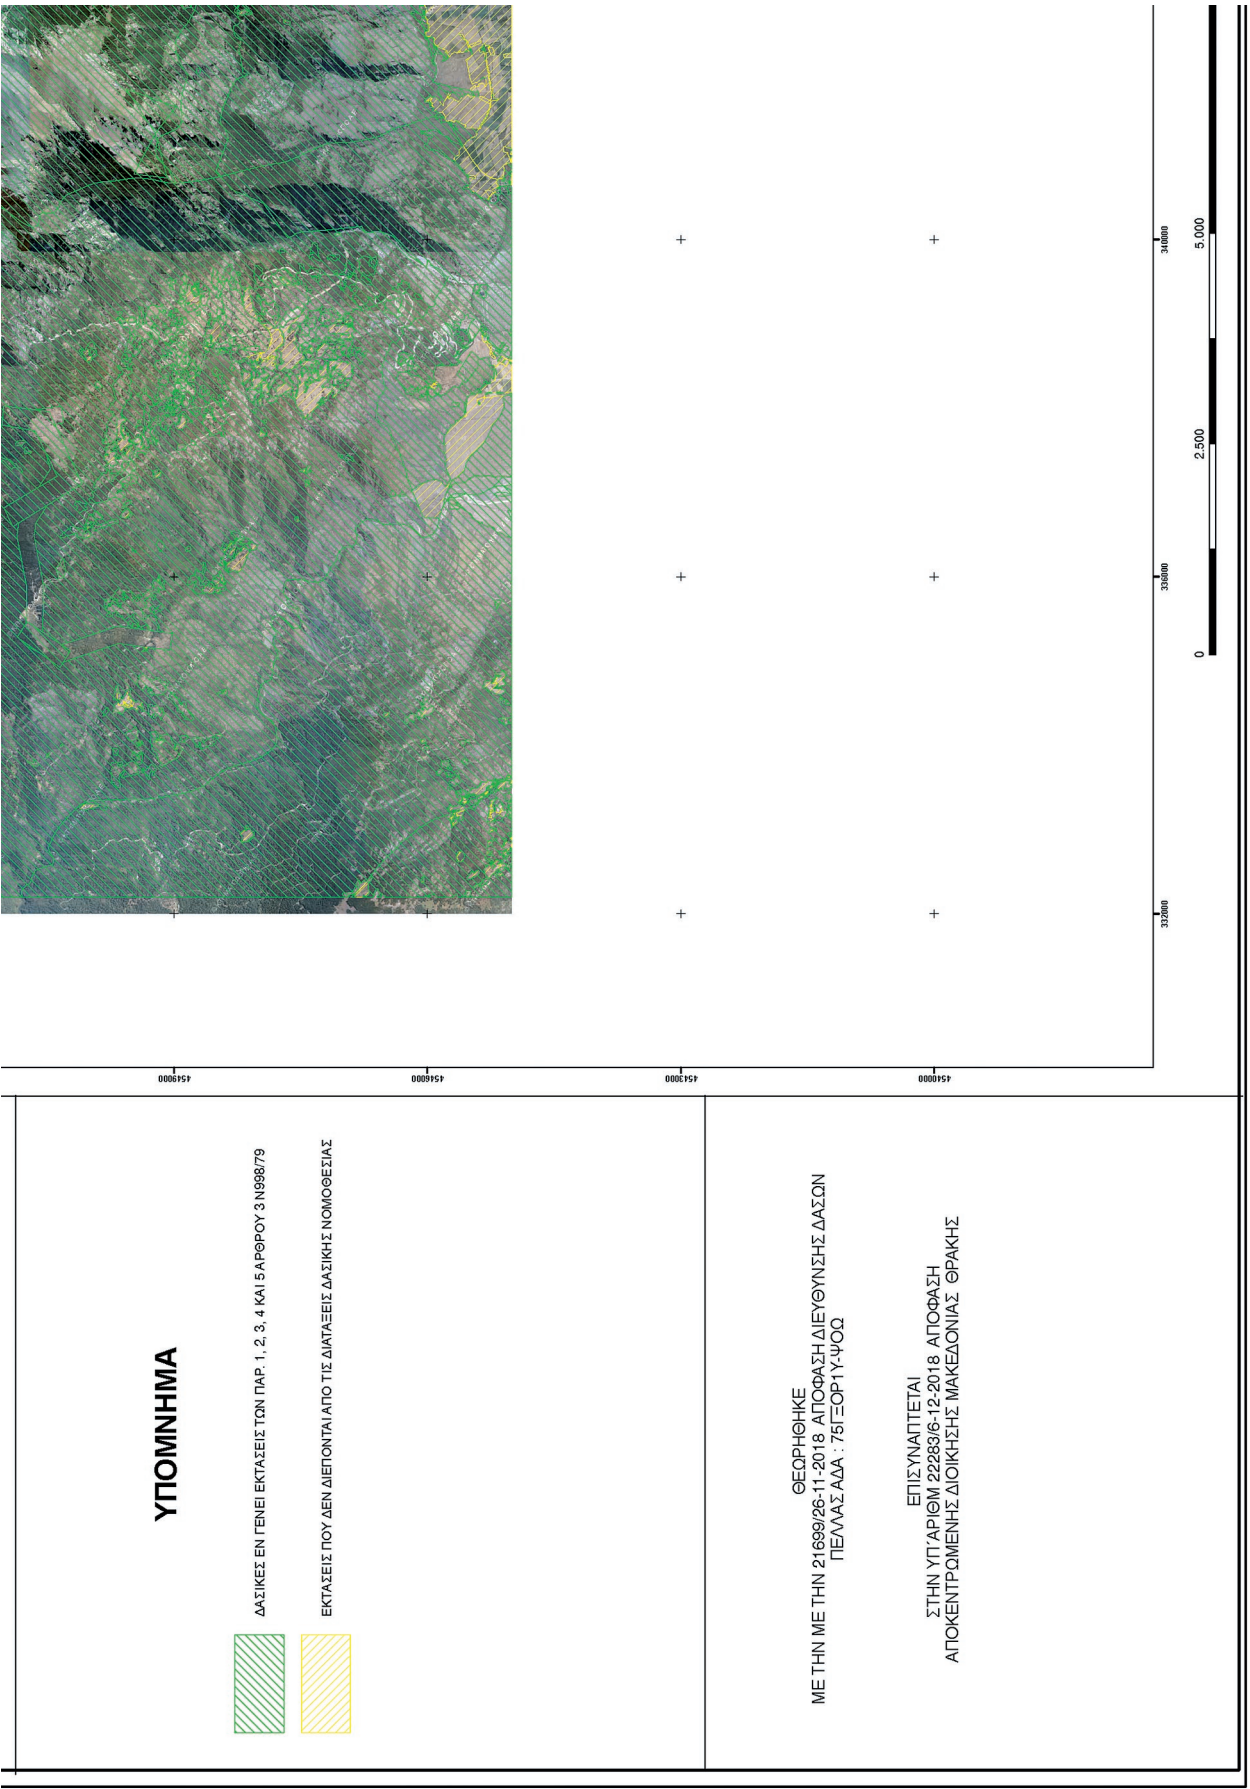 340000
336000
332000
5.000
2.500
0
4549000
4546000
4543000
4540000
ΥΠΟΜΝΗΜΑ
ΔΑΣΙΚΕΣ ΕΝ ΓΕΝΕΙ ΕΚΤΑΣΕΙΣ ΤΩΝ ΠΑΡ. 1, 2, 3, 4 ΚΑΙ 5 ΑΡΘΡΟΥ 3 Ν998/79
ΕΚΤΑΣΕΙΣ ΠΟΥ ΔΕΝ ΔΙΕΠΟΝΤΑΙ ΑΠΟ ΤΙΣ ΔΙΑΤΑΞΕΙΣ ΔΑΣΙΚΗΣ ΝΟΜΟΘΕΣΙΑΣ
ΘΕΩΡΗΘΗΚΕ
ΜΕ ΤΗΝ ΜΕ ΤΗΝ 21699/26-11-2018 ΑΠΟΦΑΣΗ ΔΙΕΥΘΥΝΣΗΣ ΔΑΣΩΝ
ΠΕΛΛΑΣ ΑΔΑ : 75ΓΞΟΡ1Υ-ΨΟΩ
ΕΠΙΣΥΝΑΠΤΕΤΑΙ
ΣΤΗΝ ΥΠ΄ΑΡΙΘΜ 22283/6-12-2018 ΑΠΟΦΑΣΗ
ΑΠΟΚΕΝΤΡΩΜΕΝΗΣ ΔΙΟΙΚΗΣΗΣ ΜΑΚΕΔΟΝΙΑΣ ΘΡΑΚΗΣ